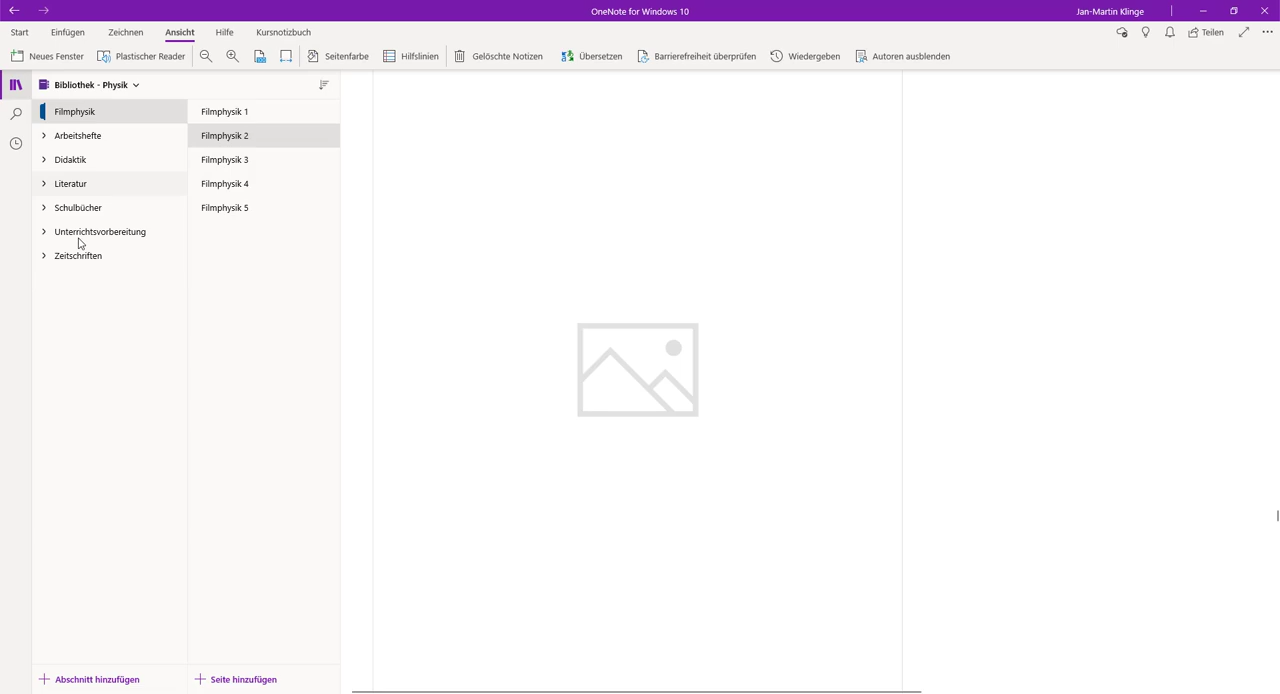 OneNote for Windows 10
Jan-Martin Klinge
Start Einfügen Zeichnen Ansicht Hilfe Kursnotizbuch
Teilen
Neues Fenster Plastischer Reader Seitenfarbe Hilfslinien Gelöschte Notizen Übersetzen Barrierefreiheit überprüfen Wiedergeben Autoren ausblenden
Bibliothek - Physik
Filmphysik
Arbeitshefte
Didaktik
Literatur
Schulbücher
Unterrichtsvorbereitung
Zeitschriften
Filmphysik 1
Filmphysik 2
Filmphysik 3
Filmphysik 4
Filmphysik 5
Abschnitt hinzufügen
Seite hinzufügen